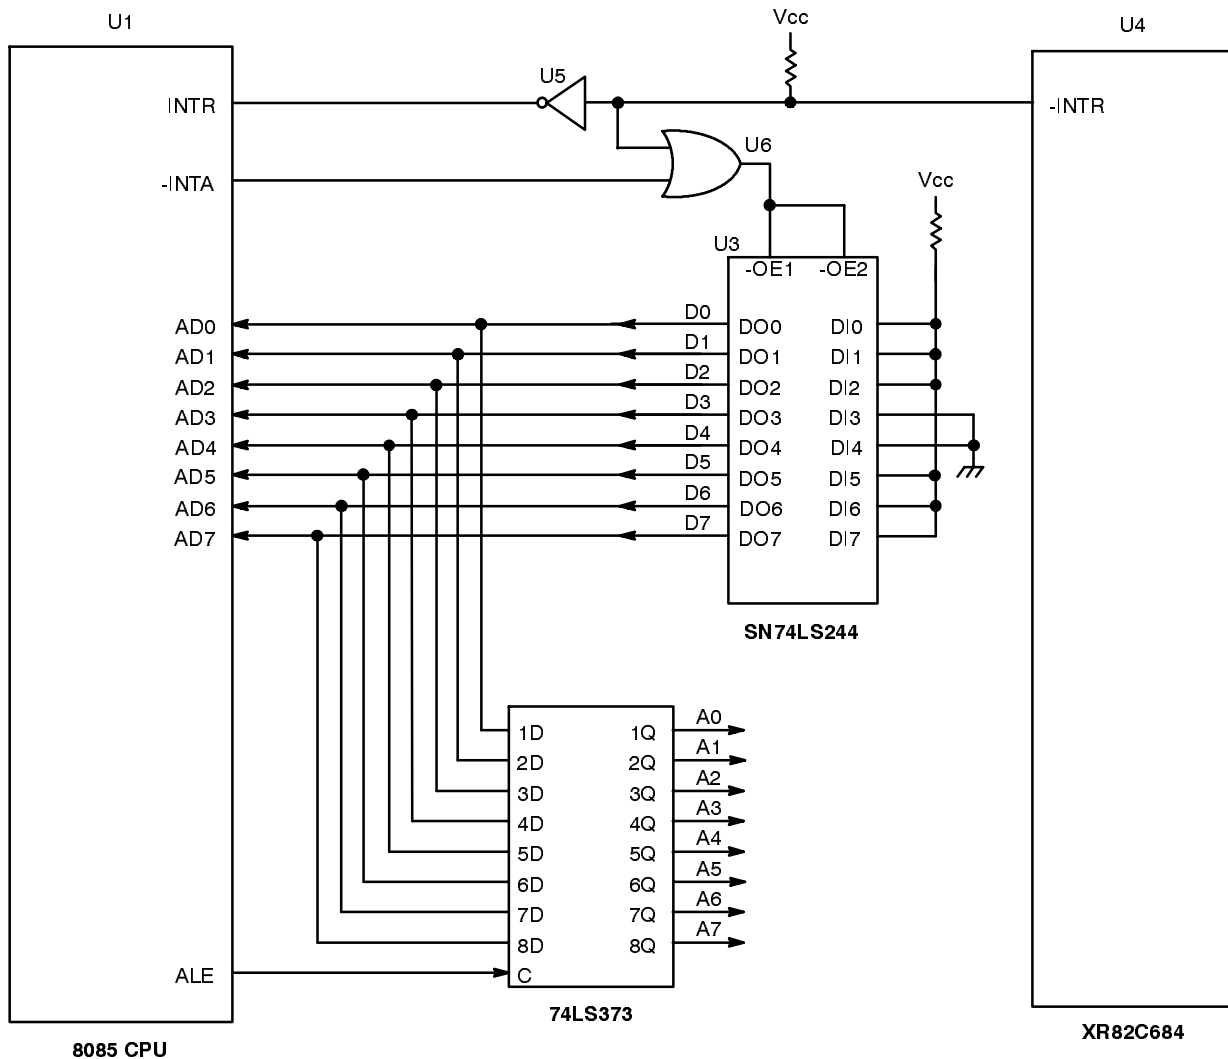 U1
Vcc
U4
U5
INTR
-INTR
U6
-INTA
Vcc
U3
-OE1 -OE2
AD0 D0 DO0 DI0
AD1 D1 DO1 DI1
AD2 D2 DO2 DI2
AD3 D3 DO3 DI3
AD4 D4 DO4 DI4
AD5 D5 DO5 DI5
AD6 D6 DO6 DI6
AD7 D7 DO7 DI7
SN74LS244
1D 1Q A0
2D 2Q A1
3D 3Q A2
4D 4Q A3
5D 5Q A4
6D 6Q A5
7D 7Q A6
8D 8Q A7
ALE C
74LS373
XR82C684
8085 CPU